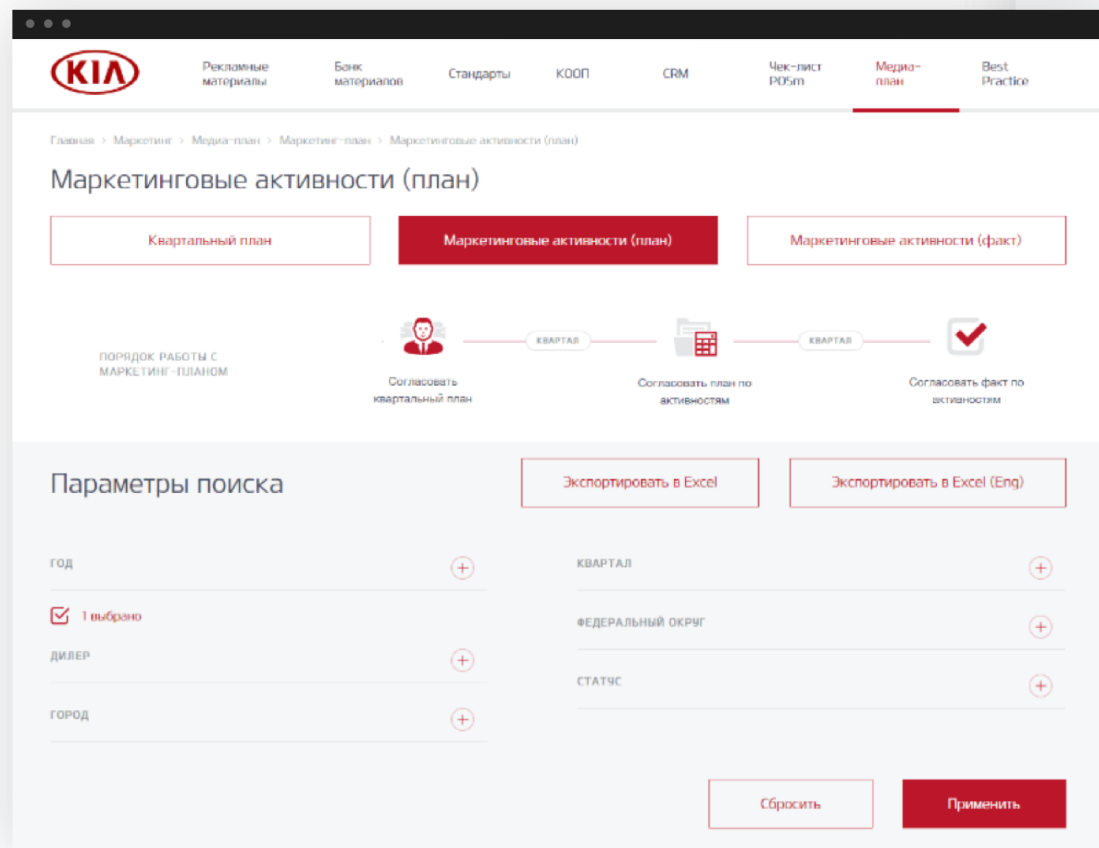 KIA
Рекламные материалы
Банк материалов
Стандарты
КООП
CRM
Чек-лист POSm
Медиа-план
Best Practice
Главная > Маркетинг > Медиа-план > Маркетинг-план > Маркетинговые активности (план)
Маркетинговые активности (план)
Квартальный план
Маркетинговые активности (план)
Маркетинговые активности (факт)
ПОРЯДОК РАБОТЫ С
МАРКЕТИНГ-ПЛАНОМ
Согласовать
квартальный план
КВАРТАЛ
Согласовать план по
активностям
КВАРТАЛ
Согласовать факт по
активностям
Параметры поиска
Экспортировать в Excel
Экспортировать в Excel (Eng)
ГОД
1 выбрано
ДИЛЕР
ГОРОД
КВАРТАЛ
ФЕДЕРАЛЬНЫЙ ОКРУГ
СТАТУС
Сбросить
Применить